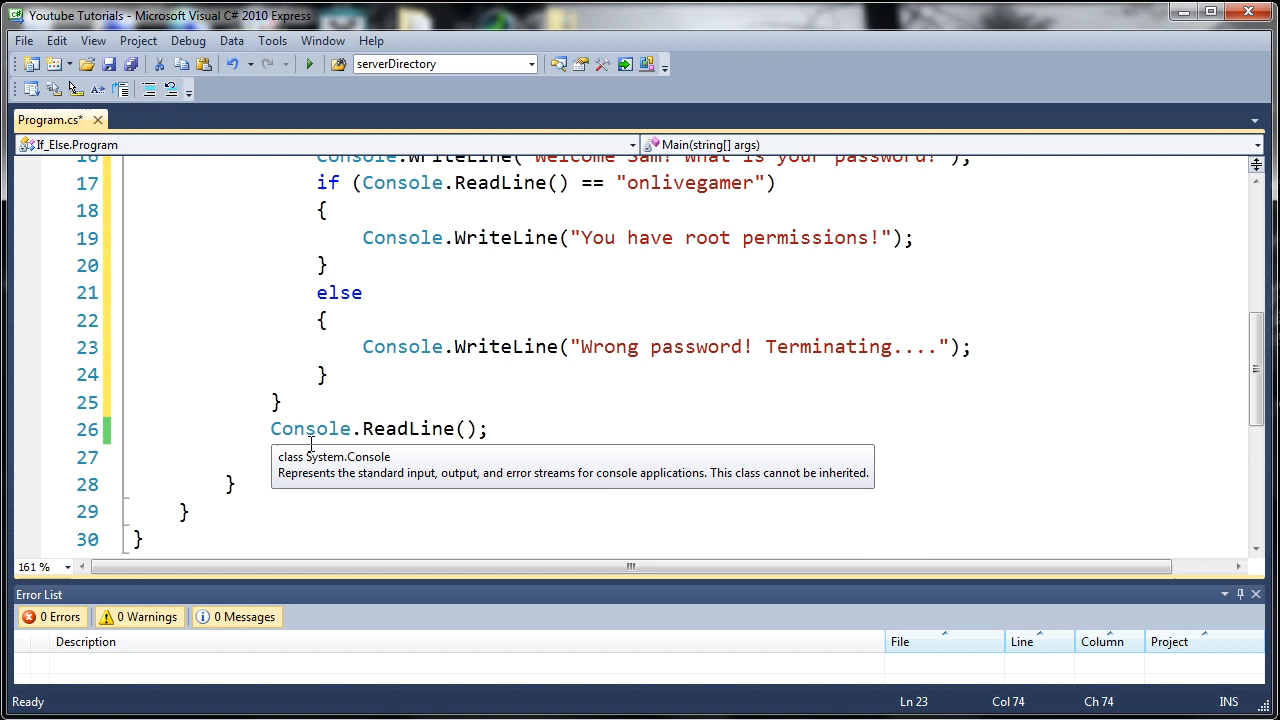 Youtube Tutorials - Microsoft Visual C# 2010 Express
File Edit View Project Debug Data Tools Window Help
serverDirectory
Program.cs*
If_Else.Program Main(string[] args)
16 Console.WriteLine("Welcome Sam! What is your password?");
17 if (Console.ReadLine() == "onlivegamer")
18 {
19 Console.WriteLine("You have root permissions!");
20 }
21 else
22 {
23 Console.WriteLine("Wrong password! Terminating....");
24 }
25 }
26 Console.ReadLine();
27 class System.Console
Represents the standard input, output, and error streams for console applications. This class cannot be inherited.
28 }
29 }
30 }
161 %
Error List
0 Errors 0 Warnings 0 Messages
Description File Line Column Project
Ready Ln 23 Col 74 Ch 74 INS